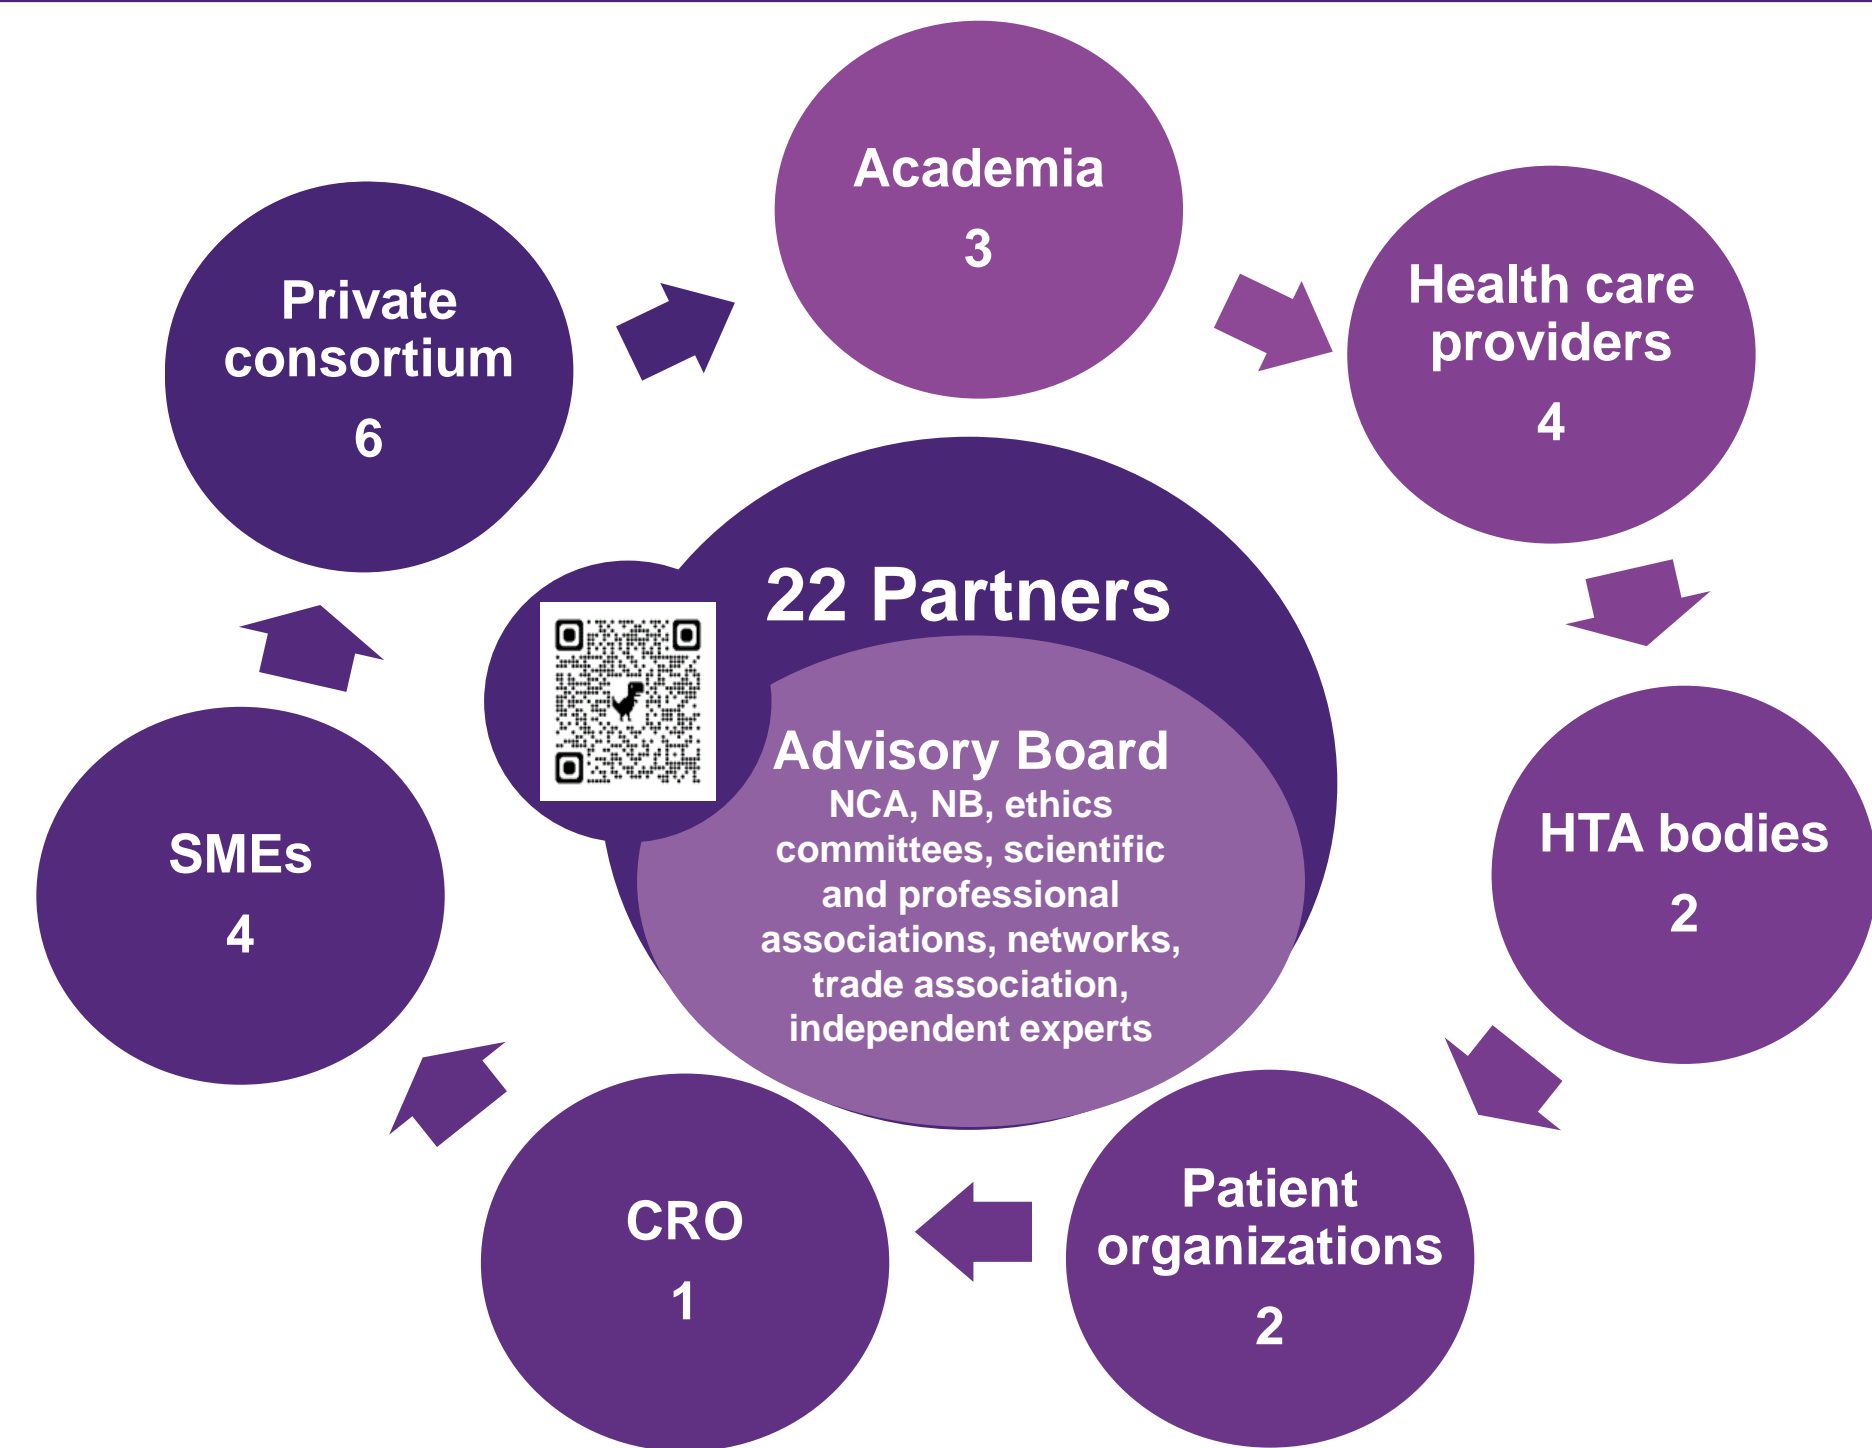 Academia
3
Health care
providers
4
HTA bodies
2
Patient
organizations
2
CRO
1
SMEs
4
Private
consortium
6
22 Partners
Advisory Board
NCA, NB, ethics
committees, scientific
and professional
associations, networks,
trade association,
independent experts